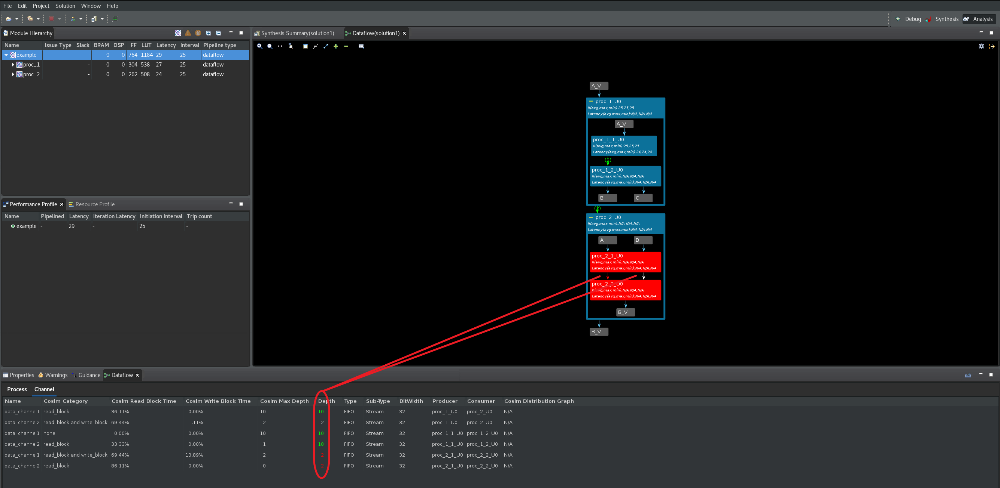 File Edit Project Solution Window Help
Debug Synthesis Analysis
Module Hierarchy
Name Issue Type Slack BRAM DSP FF LUT Latency Interval Pipeline type
example - 0 0 764 1184 29 25 dataflow
proc_1 - 0 0 304 538 27 25 dataflow
proc_2 - 0 0 262 508 24 25 dataflow
Performance Profile Resource Profile
Name Pipelined Latency Iteration Latency Initiation Interval Trip count
example - 29 - 25 -
Synthesis Summary(solution1) Dataflow(solution1)
A_V
proc_1_U0
II(avg,max,min):25,25,25
Latency(avg,max,min):N/A,N/A,N/A
A_V
proc_1_1_U0
II(avg,max,min):25,25,25
Latency(avg,max,min):24,24,24
(2)
proc_1_2_U0
II(avg,max,min):N/A,N/A,N/A
Latency(avg,max,min):N/A,N/A,N/A
B C
(2)
proc_2_U0
II(avg,max,min):N/A,N/A,N/A
Latency(avg,max,min):N/A,N/A,N/A
A B
proc_2_1_U0
II(avg,max,min):N/A,N/A,N/A
Latency(avg,max,min):N/A,N/A,N/A
proc_2_2_U0
II(avg,max,min):N/A,N/A,N/A
Latency(avg,max,min):N/A,N/A,N/A
B_V
B_V
Properties Warnings Guidance Dataflow
Process Channel
Name Cosim Category Cosim Read Block Time Cosim Write Block Time Cosim Max Depth Depth Type Sub-Type BitWidth Producer Consumer Cosim Distribution Graph
data_channel1 read_block 36.11% 0.00% 10 10 FIFO Stream 32 proc_1_U0 proc_2_U0 N/A
data_channel2 read_block and write_block 69.44% 11.11% 2 2 FIFO Stream 32 proc_1_U0 proc_2_U0 N/A
data_channel1 none 0.00% 0.00% 10 10 FIFO Stream 32 proc_1_1_U0 proc_1_2_U0 N/A
data_channel2 read_block 33.33% 0.00% 1 10 FIFO Stream 32 proc_1_1_U0 proc_1_2_U0 N/A
data_channel1 read_block and write_block 69.44% 13.89% 2 2 FIFO Stream 32 proc_2_1_U0 proc_2_2_U0 N/A
data_channel2 read_block 86.11% 0.00% 0 2 FIFO Stream 32 proc_2_1_U0 proc_2_2_U0 N/A